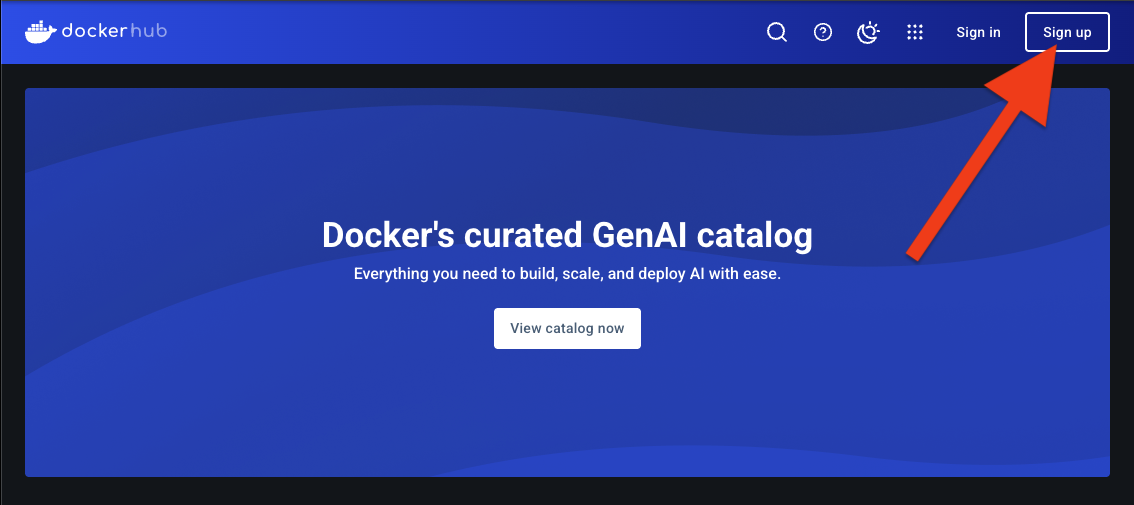 dockerhub
Sign in
Sign up
Docker's curated GenAI catalog
Everything you need to build, scale, and deploy AI with ease.
View catalog now